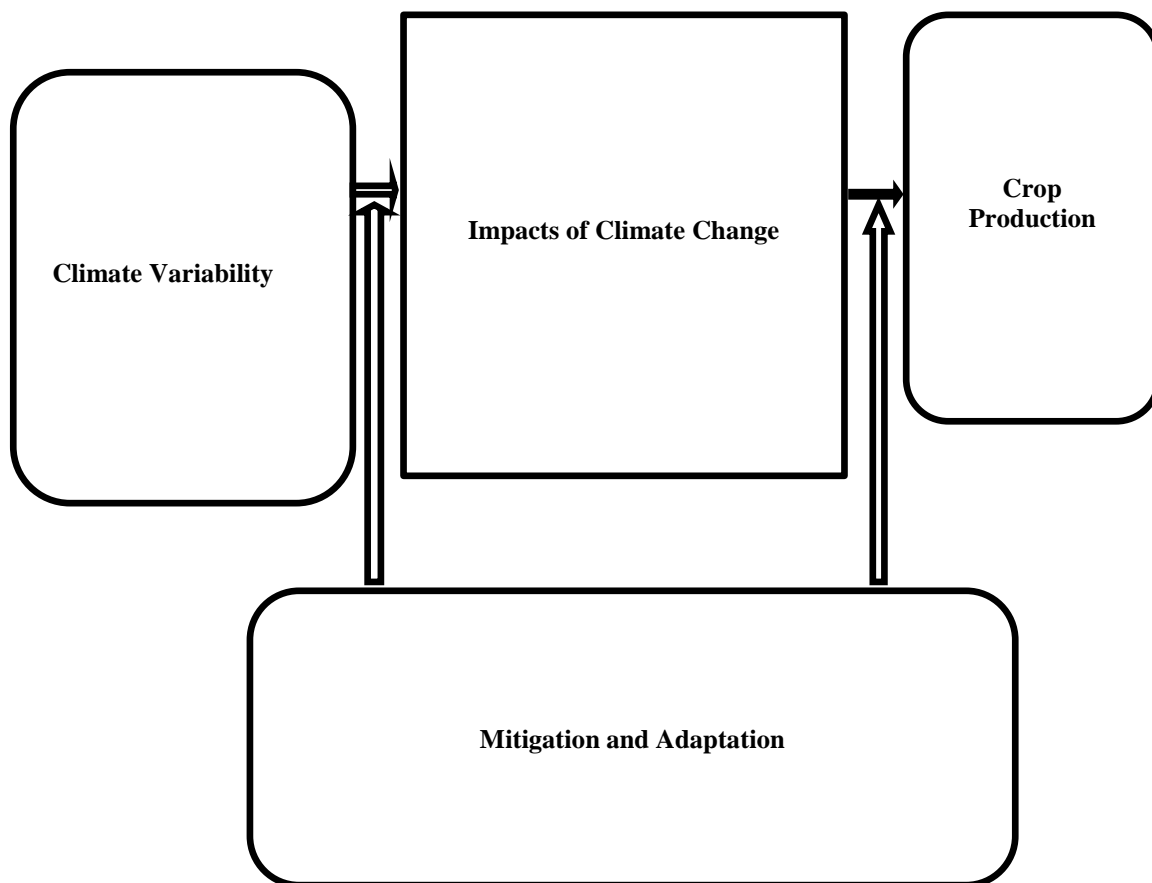 Climate Variability
Impacts of Climate Change
Crop
Production
Mitigation and Adaptation